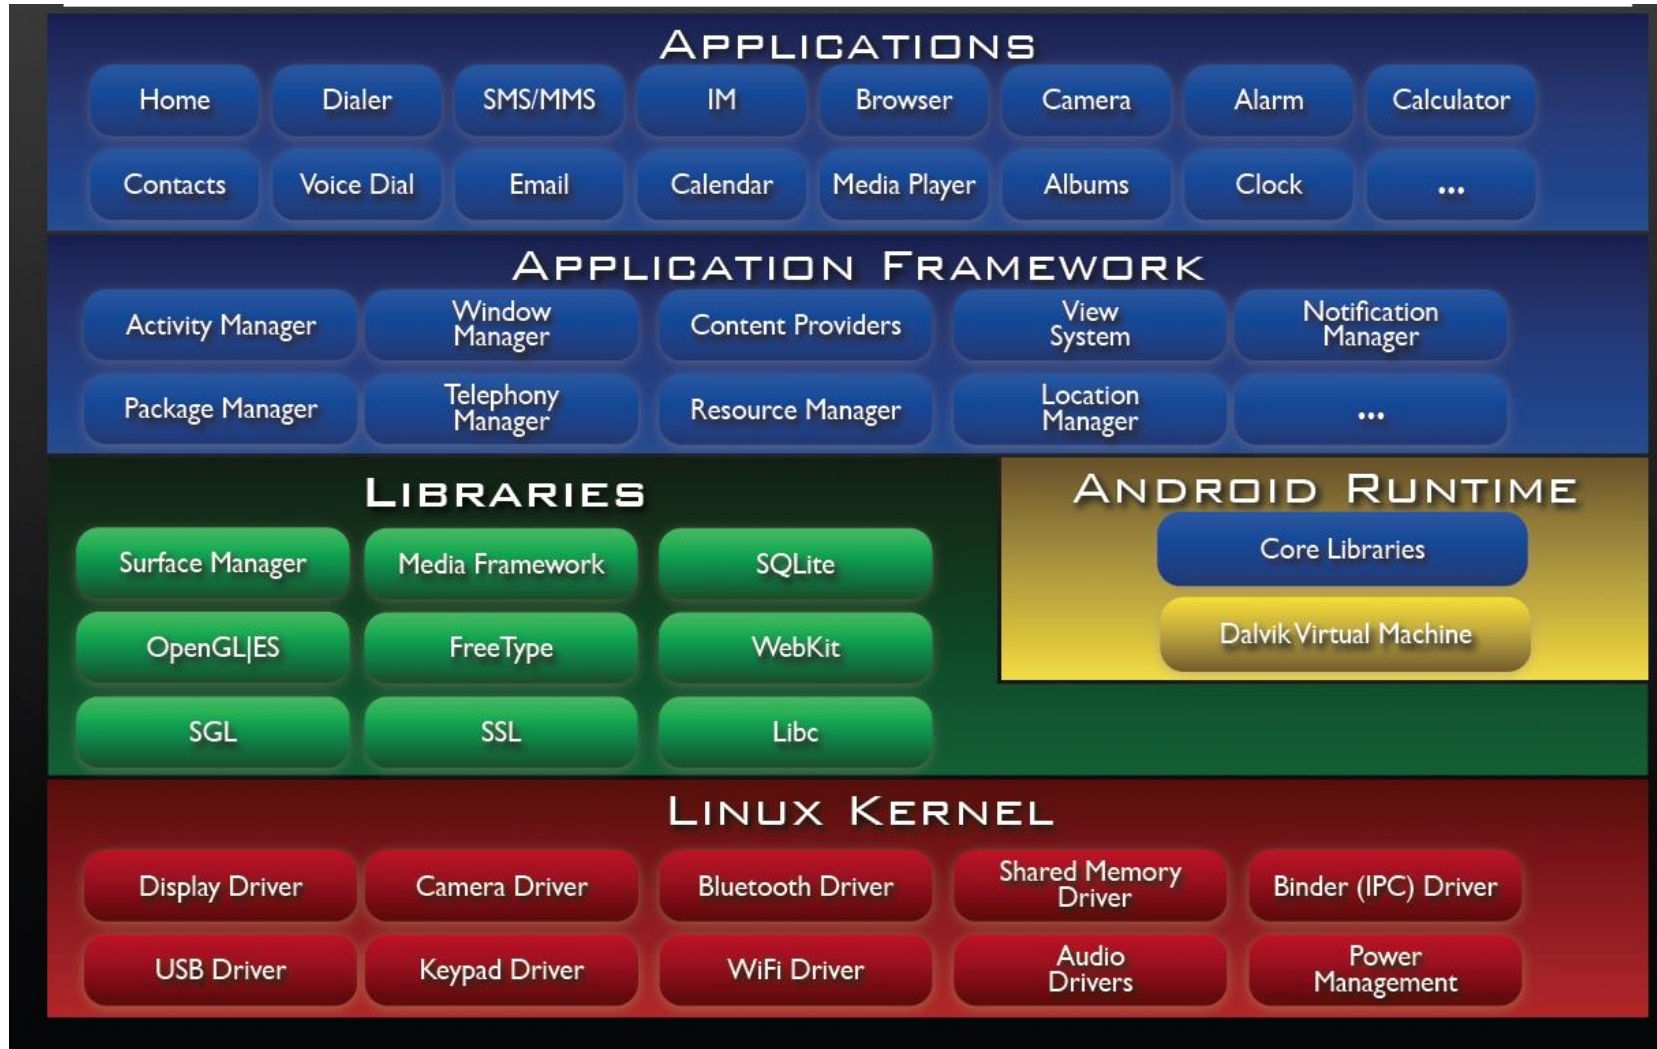 APPLICATIONS
Home Dialer SMS/MMS IM Browser Camera Alarm Calculator
Contacts Voice Dial Email Calendar Media Player Albums Clock ...
APPLICATION FRAMEWORK
Activity Manager
Window
Manager
Content Providers
View
System
Notification
Manager
Package Manager
Telephony
Manager
Resource Manager
Location
Manager
...
LIBRARIES
Surface Manager Media Framework SQLite
OpenGL|ES FreeType WebKit
SGL SSL Libc
ANDROID RUNTIME
Core Libraries
Dalvik Virtual Machine
LINUX KERNEL
Display Driver
Camera Driver
Bluetooth Driver
Shared Memory
Driver
Binder (IPC) Driver
USB Driver
Keypad Driver
WiFi Driver
Audio
Drivers
Power
Management